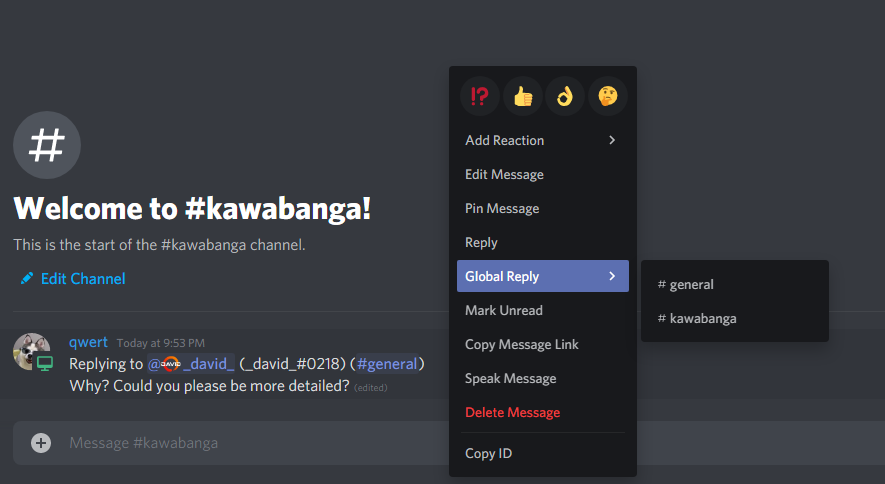 Welcome to #kawabanga!
This is the start of the #kawabanga channel.
Edit Channel
qwert Today at 9:53 PM
Replying to @DAVID _david_ (_david_#0218) (#general)
Why? Could you please be more detailed? (edited)
Message #kawabanga
Add Reaction
Edit Message
Pin Message
Reply
Global Reply
Mark Unread
Copy Message Link
Speak Message
Delete Message
Copy ID
# general
# kawabanga